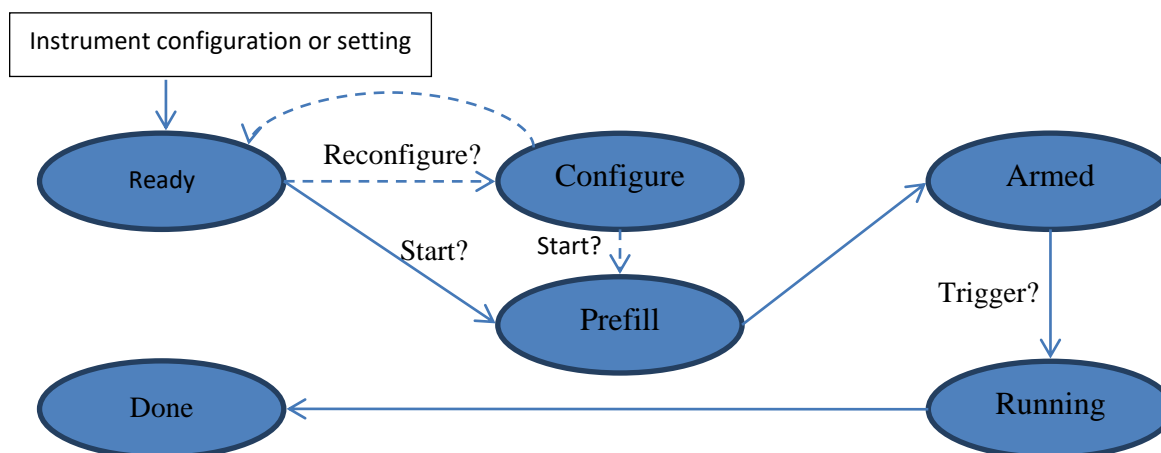 Instrument configuration or setting
Reconfigure?
Ready
Configure
Armed
Start?
Start?
Trigger?
Prefill
Done
Running